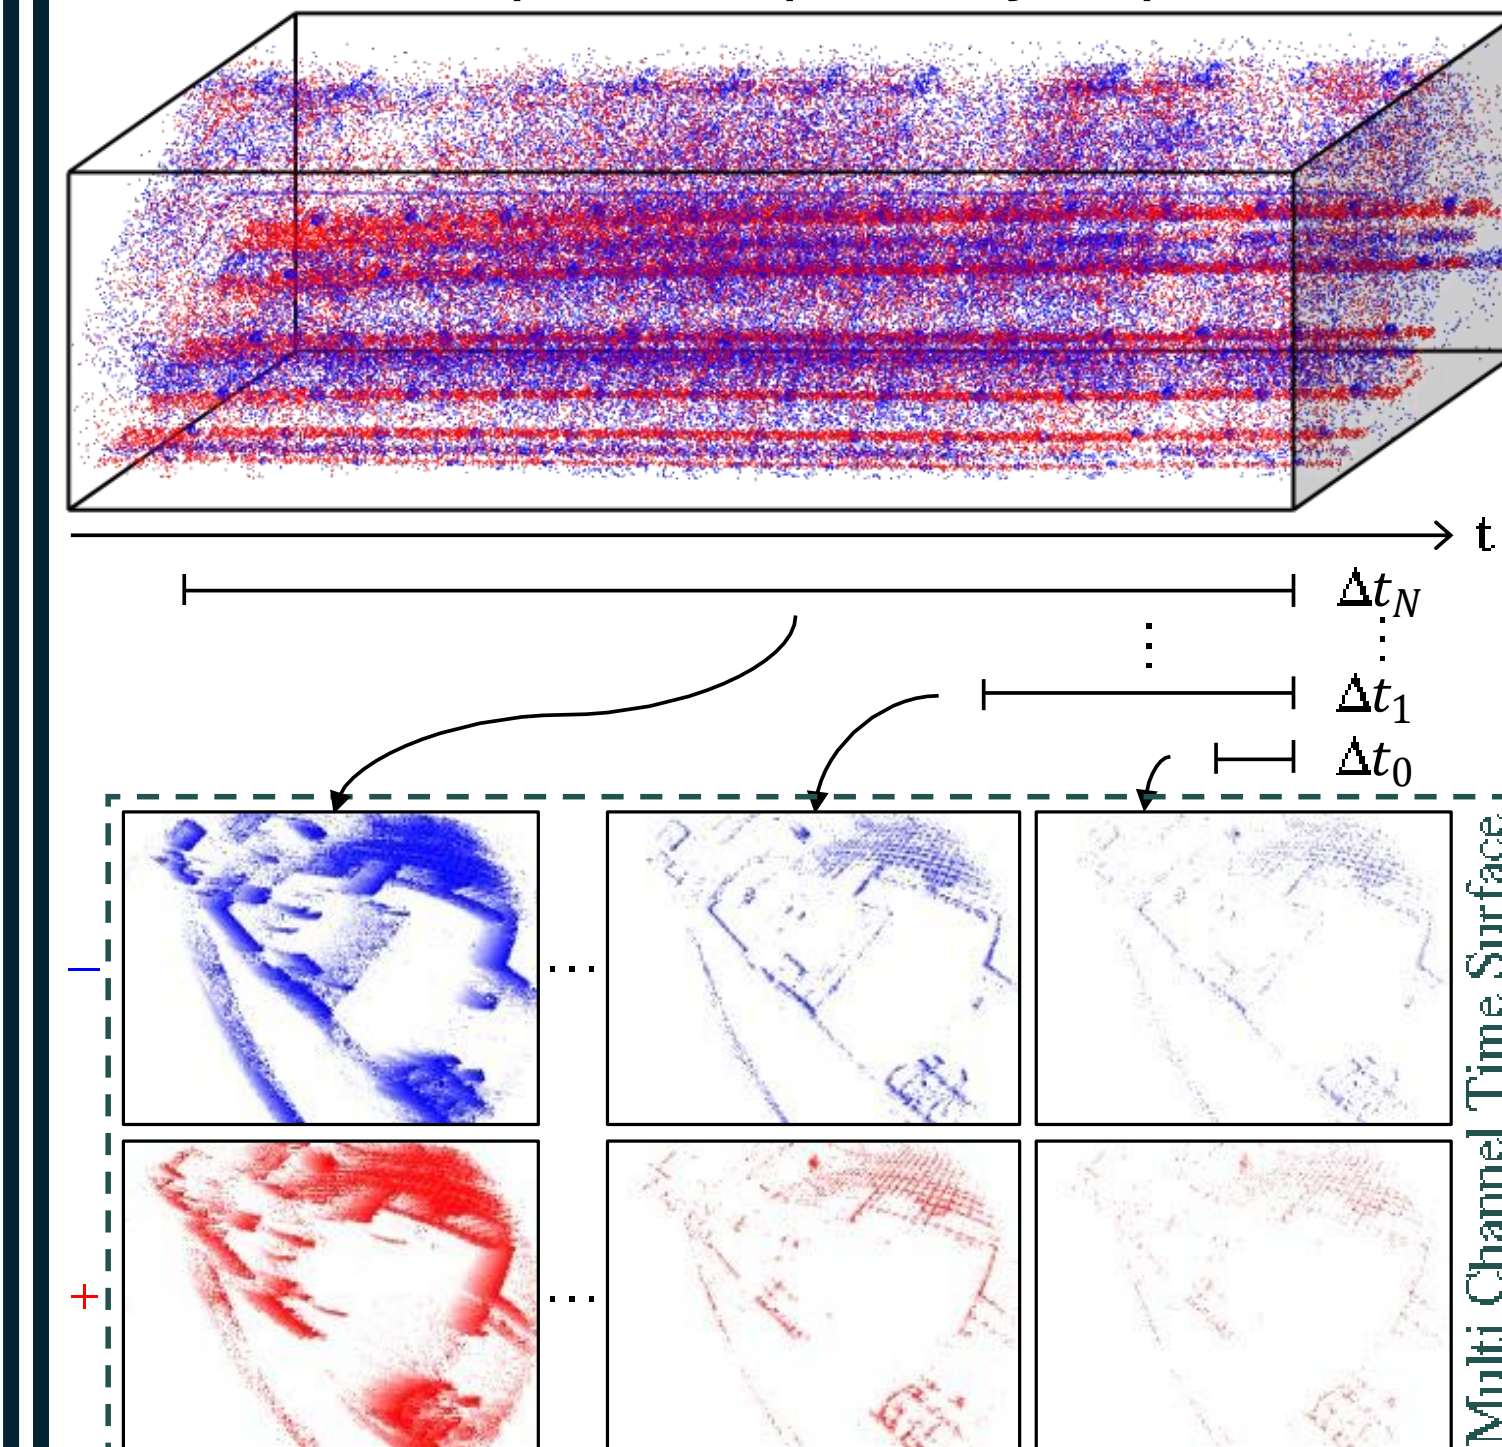 t
Δt_N
⋮ ⋮
Δt_1
Δt_0
− ...
+ ...
Multi Channel Time Surface